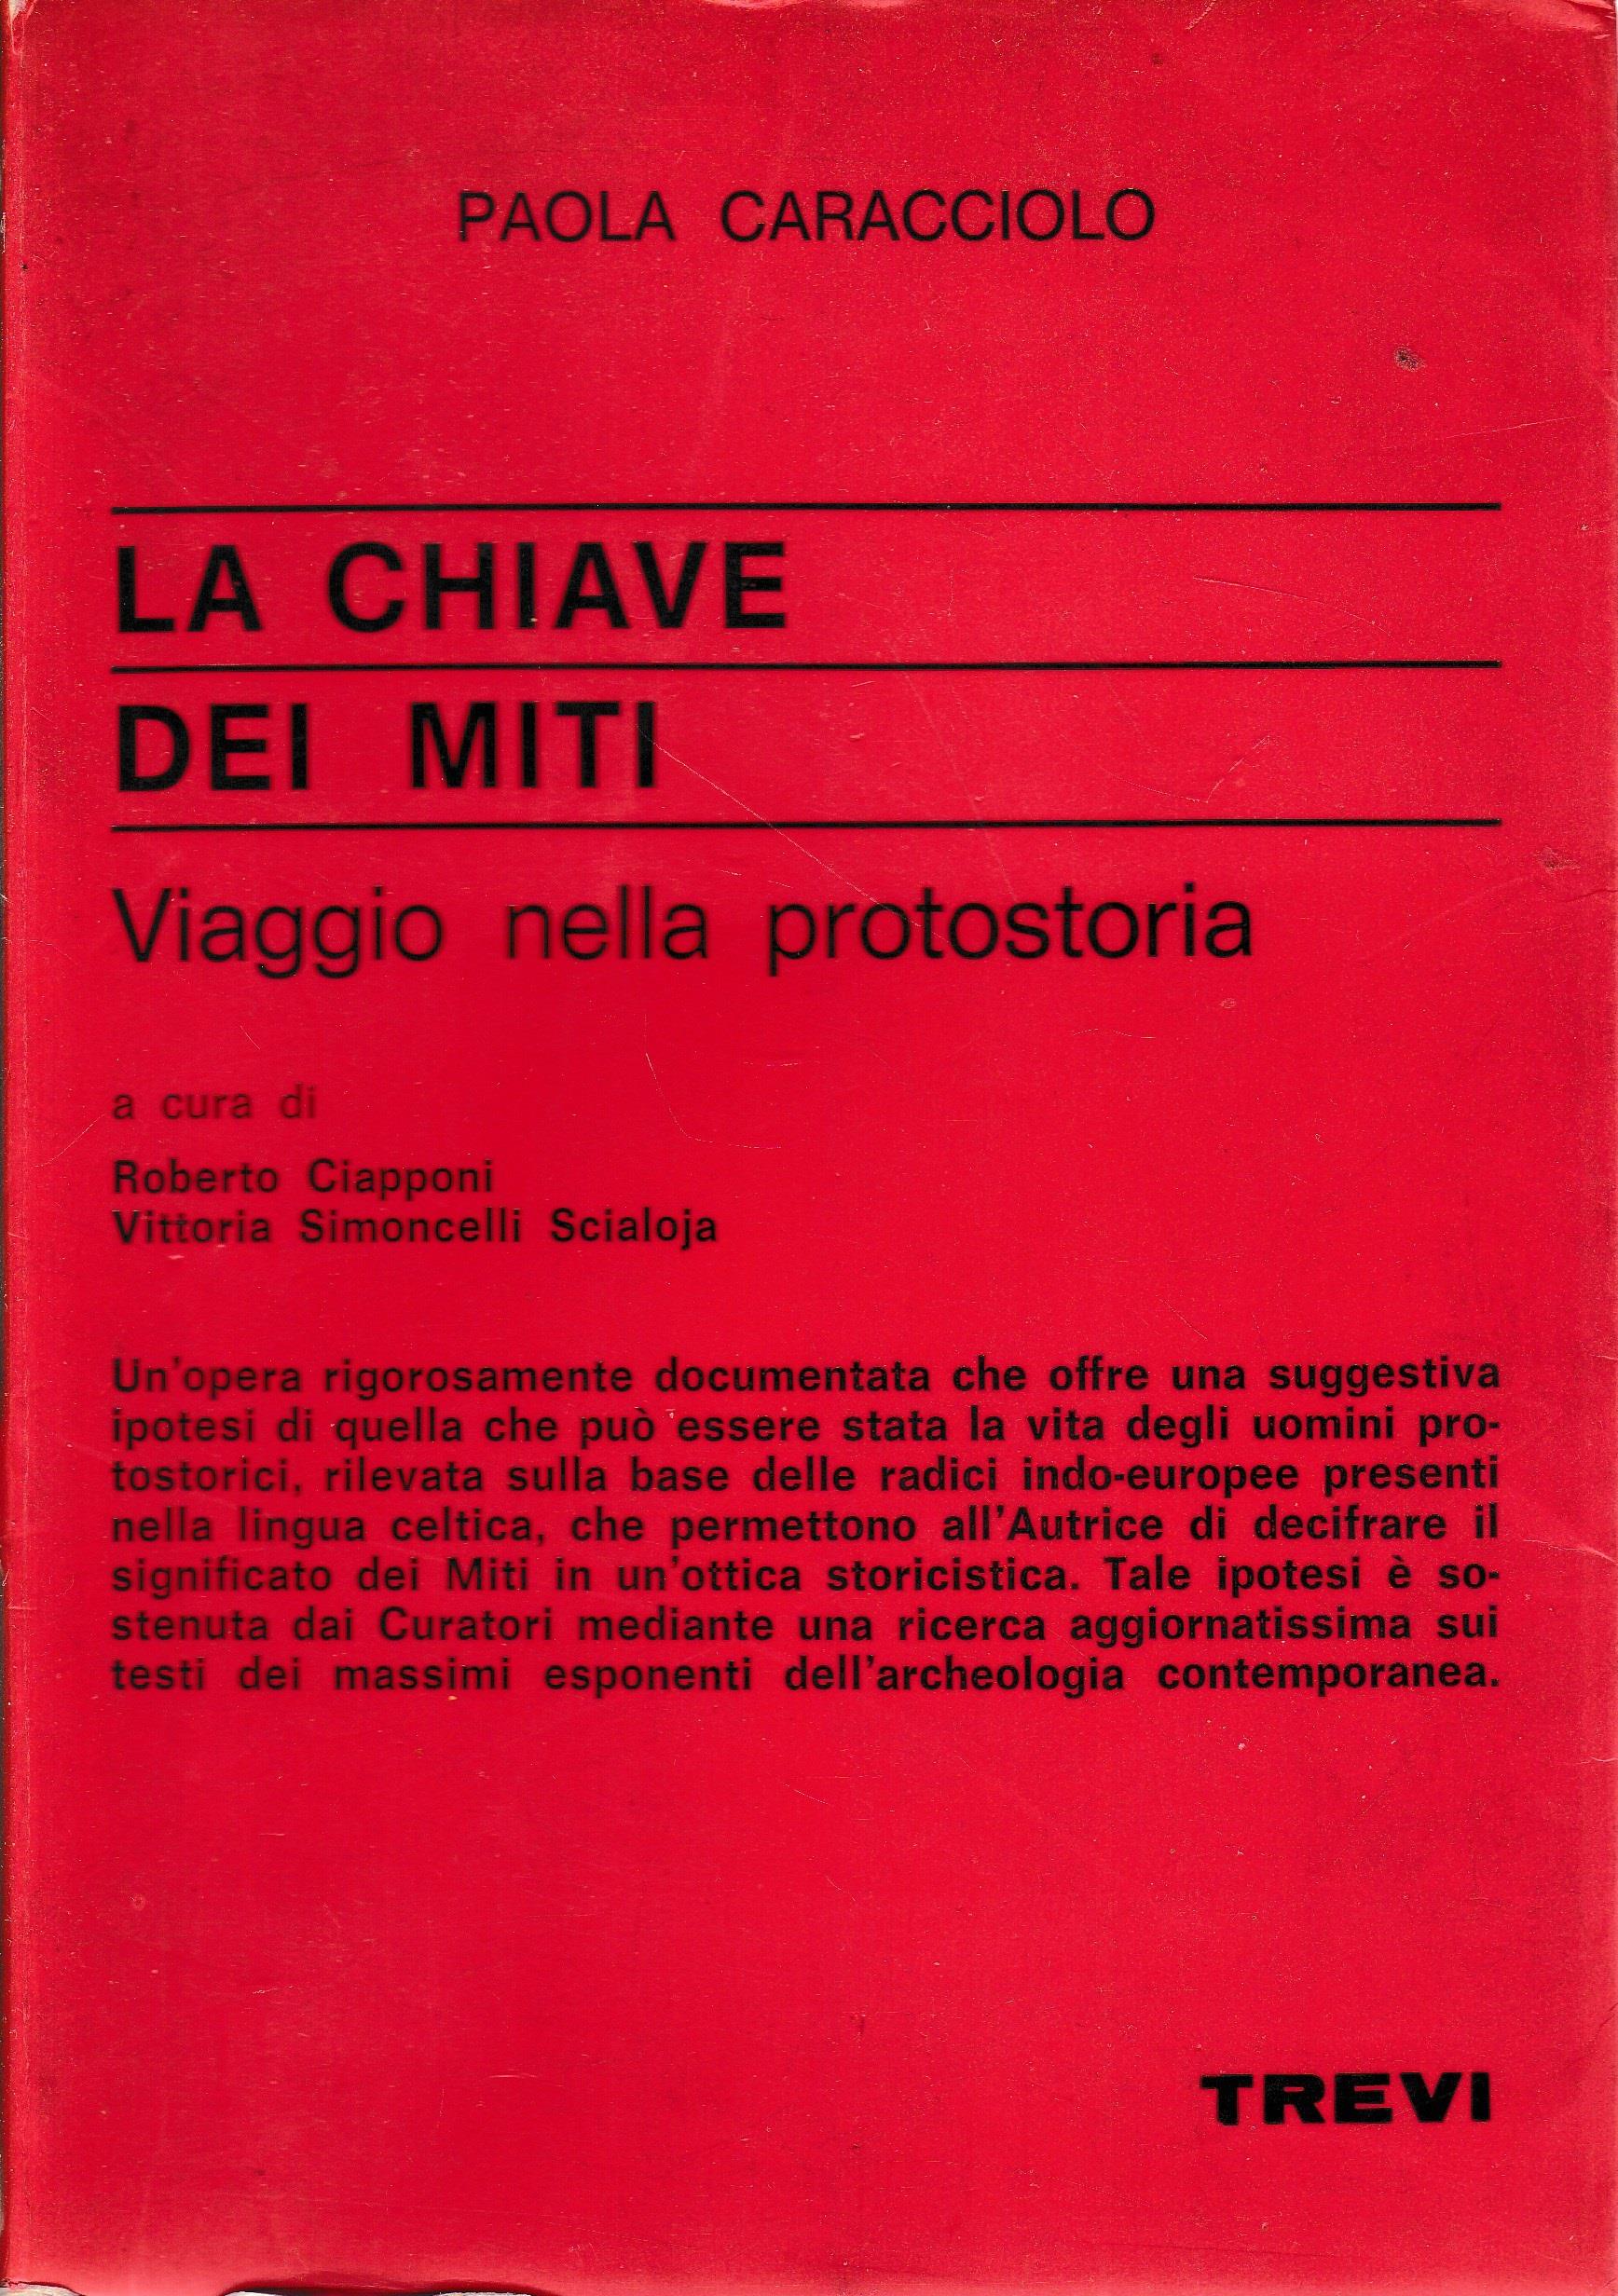 PAOLA CARACCIOLO
LA CHIAVE
DEI MITI
Viaggio nella protostoria
a cura di
Roberto Ciapponi
Vittoria Simoncelli Scialoja
Un'opera rigorosamente documentata che offre una suggestiva
ipotesi di quella che può essere stata la vita degli uomini pro-
tostorici, rilevata sulla base delle radici indo-europee presenti
nella lingua celtica, che permettono all'Autrice di decifrare il
significato dei Miti in un'ottica storicistica. Tale ipotesi è so-
stenuta dai Curatori mediante una ricerca aggiornatissima sui
testi dei massimi esponenti dell'archeologia contemporanea.
TREVI